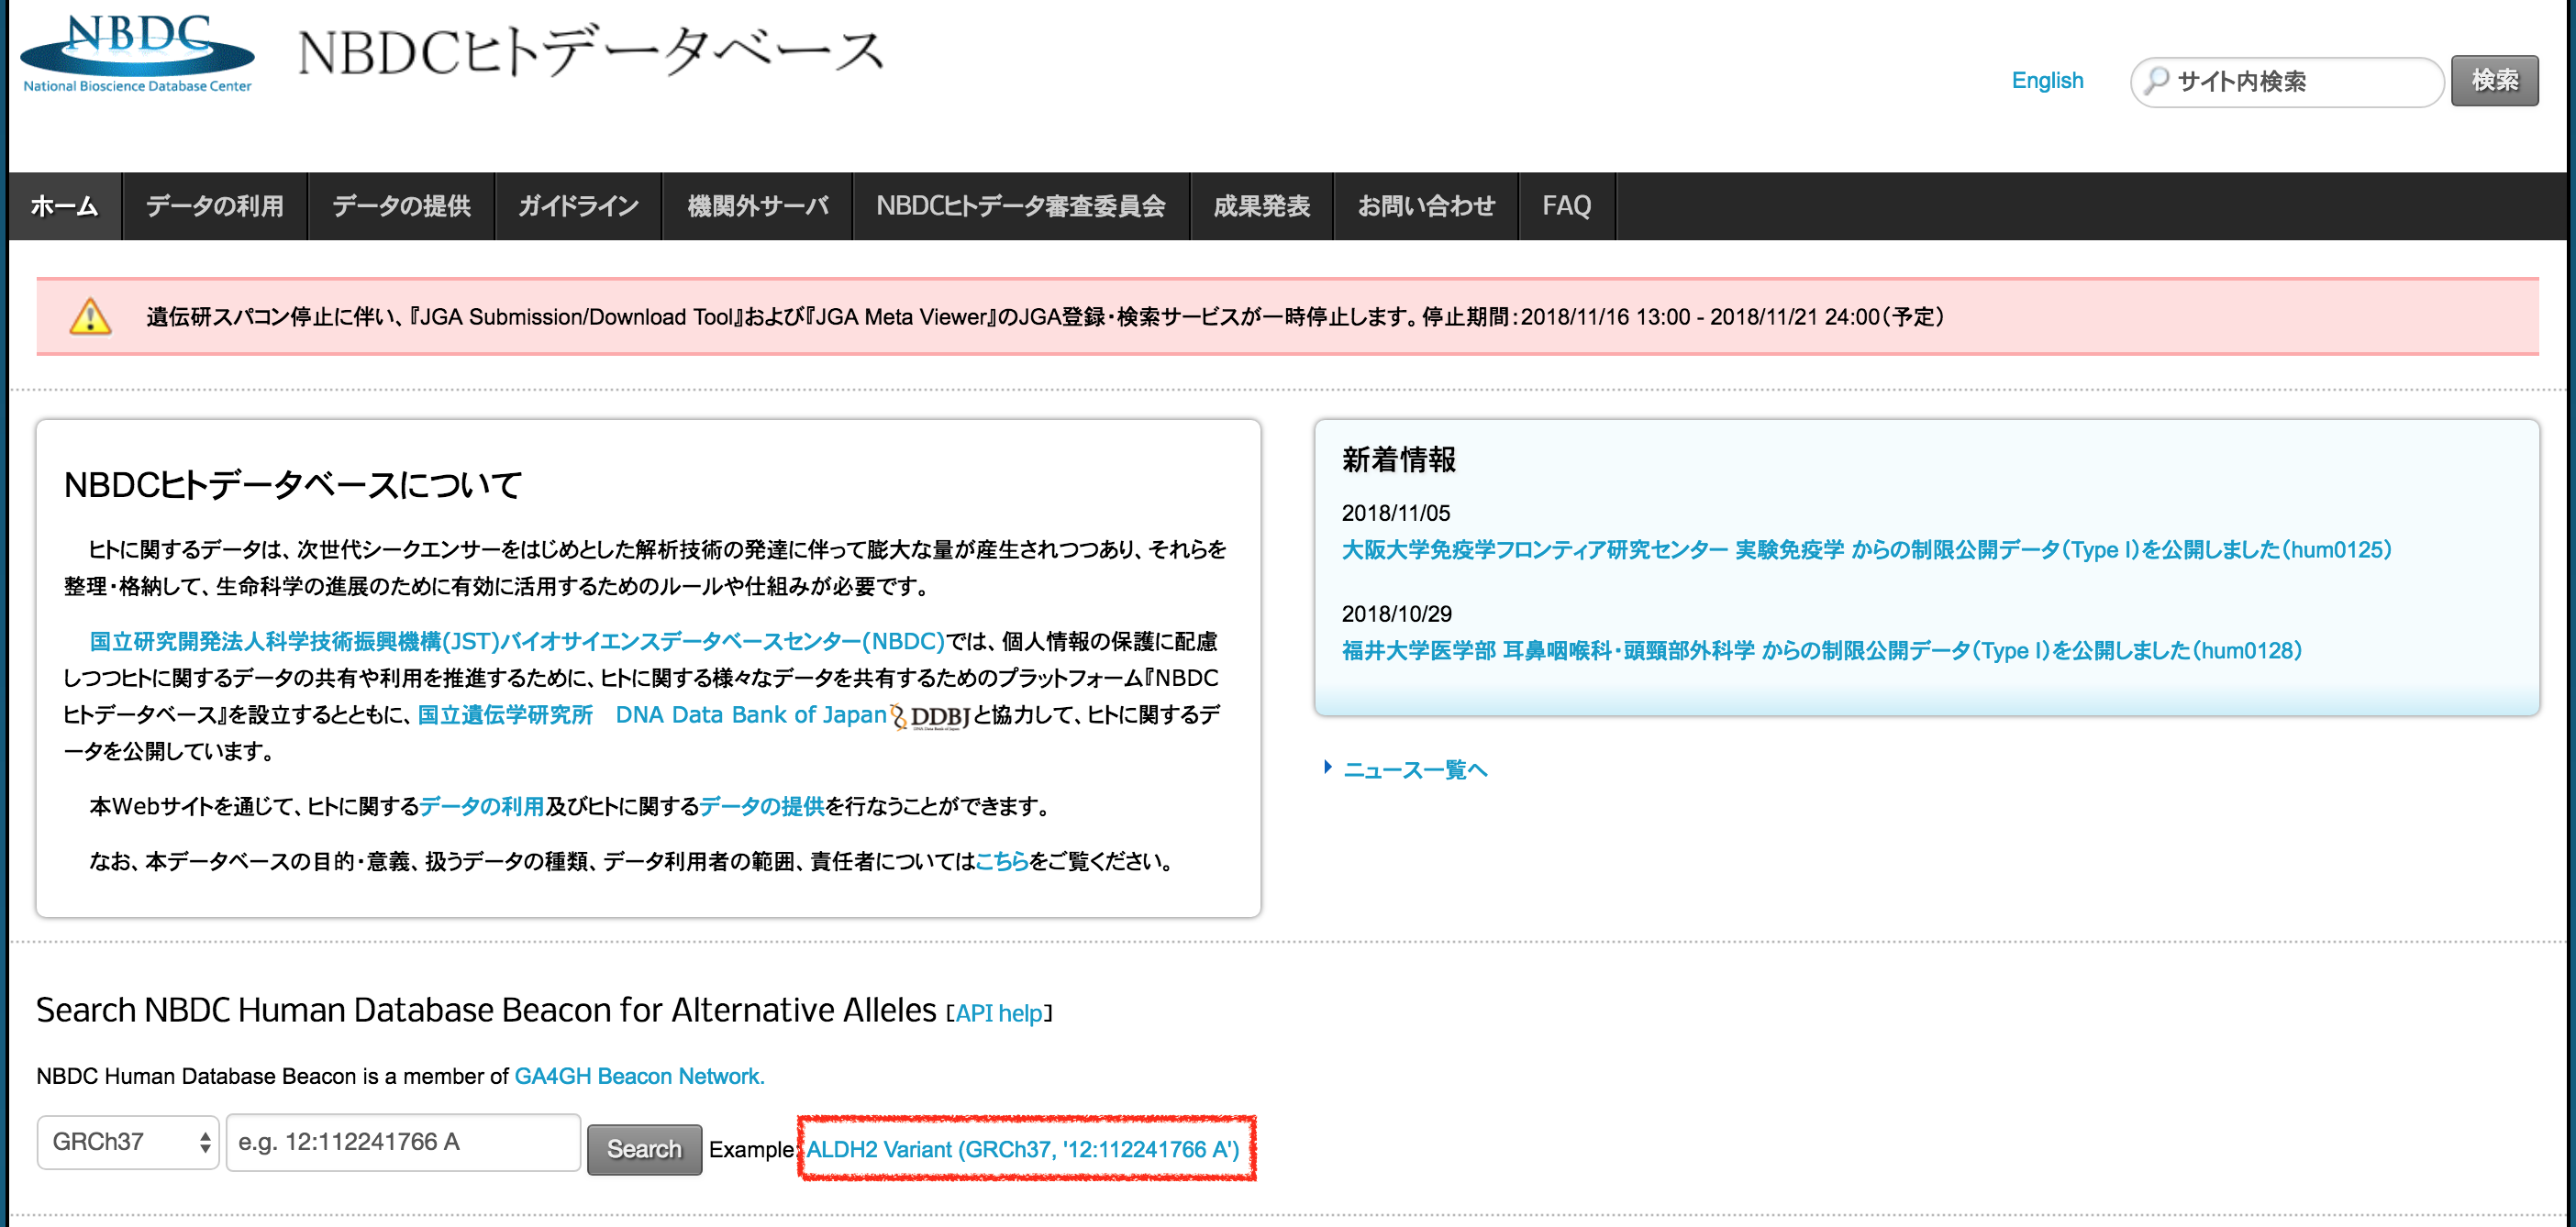 NBDC
National Bioscience Database Center
NBDCヒトデータベース
English
サイト内検索
検索
ホーム
データの利用
データの提供
ガイドライン
機関外サーバ
NBDCヒトデータ審査委員会
成果発表
お問い合わせ
FAQ
遺伝研スパコン停止に伴い、『JGA Submission/Download Tool』および『JGA Meta Viewer』のJGA登録・検索サービスが一時停止します。停止期間：2018/11/16 13:00 - 2018/11/21 24:00（予定）
NBDCヒトデータベースについて
ヒトに関するデータは、次世代シークエンサーをはじめとした解析技術の発達に伴って膨大な量が産生されつつあり、それらを
整理・格納して、生命科学の進展のために有効に活用するためのルールや仕組みが必要です。
国立研究開発法人科学技術振興機構(JST)バイオサイエンスデータベースセンター(NBDC)では、個人情報の保護に配慮
しつつヒトに関するデータの共有や利用を推進するために、ヒトに関する様々なデータを共有するためのプラットフォーム『NBDC
ヒトデータベース』を設立するとともに、国立遺伝学研究所　DNA Data Bank of Japan DDBJと協力して、ヒトに関するデ
ータを公開しています。
本Webサイトを通じて、ヒトに関するデータの利用及びヒトに関するデータの提供を行なうことができます。
なお、本データベースの目的・意義、扱うデータの種類、データ利用者の範囲、責任者についてはこちらをご覧ください。
新着情報
2018/11/05
大阪大学免疫学フロンティア研究センター 実験免疫学 からの制限公開データ（Type I）を公開しました（hum0125）
2018/10/29
福井大学医学部 耳鼻咽喉科・頭頸部外科学 からの制限公開データ（Type I）を公開しました（hum0128）
ニュース一覧へ
Search NBDC Human Database Beacon for Alternative Alleles [API help]
NBDC Human Database Beacon is a member of GA4GH Beacon Network.
GRCh37
e.g. 12:112241766 A
Search
Example: ALDH2 Variant (GRCh37, '12:112241766 A')